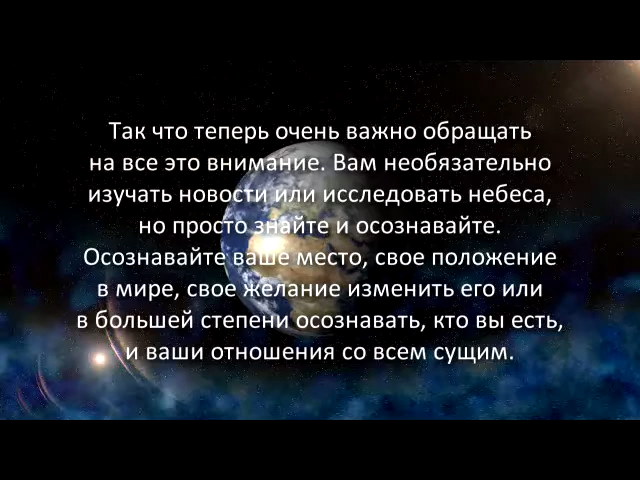 Так что теперь очень важно обращать
на все это внимание. Вам необязательно
изучать новости или исследовать небеса,
но просто знайте и осознавайте.
Осознавайте ваше место, свое положение
в мире, свое желание изменить его или
в большей степени осознавать, кто вы есть,
и ваши отношения со всем сущим.